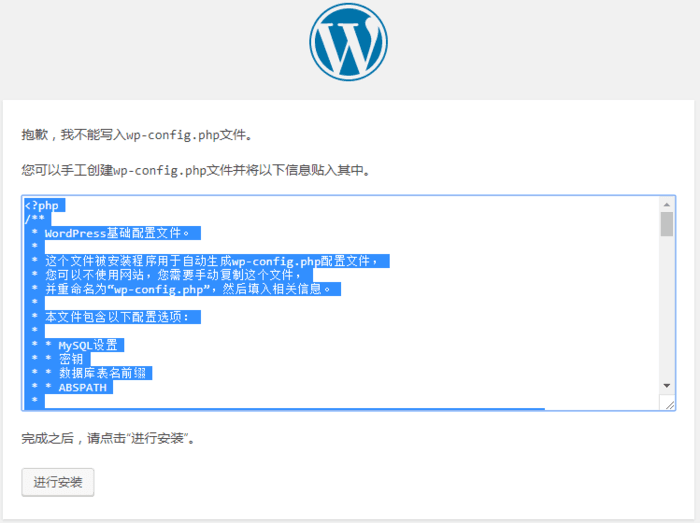 抱歉，我不能写入wp-config.php文件。
您可以手工创建wp-config.php文件并将以下信息贴入其中。
<?php
/**
* WordPress基础配置文件。
*
* 这个文件被安装程序用于自动生成wp-config.php配置文件，
* 您可以不使用网站，您需要手动复制这个文件，
* 并重命名为“wp-config.php”，然后填入相关信息。
*
* 本文件包含以下配置选项：
*
* * MySQL设置
* * 密钥
* * 数据库表名前缀
* * ABSPATH
*
完成之后，请点击“进行安装”。
进行安装